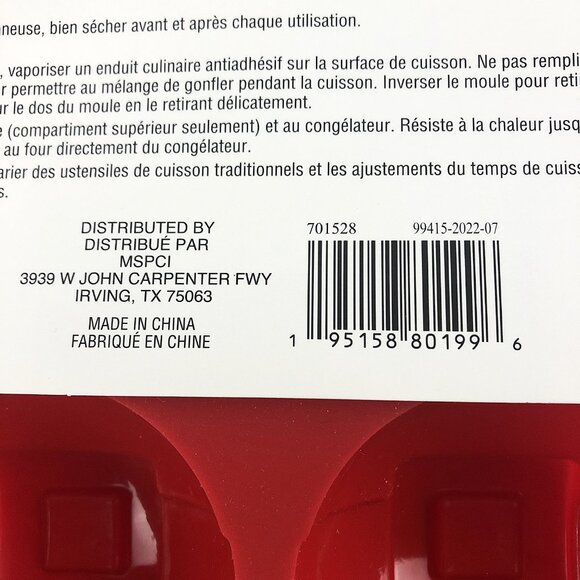 neuse, bien sécher avant et après chaque utilisation.
, vaporiser un enduit culinaire antiadhésif sur la surface de cuisson. Ne pas rempli
r permettre au mélange de gonfler pendant la cuisson. Inverser le moule pour reti
r le dos du moule en le retirant délicatement.
e (compartiment supérieur seulement) et au congélateur. Résiste à la chaleur jusq
au four directement du congélateur.
arier des ustensiles de cuisson traditionnels et les ajustements du temps de cuiss
s.
DISTRIBUTED BY
DISTRIBUÉ PAR
MSPCI
3939 W JOHN CARPENTER FWY
IRVING, TX 75063
MADE IN CHINA
FABRIQUÉ EN CHINE
701528 99415-2022-07
1 95158 80199 6